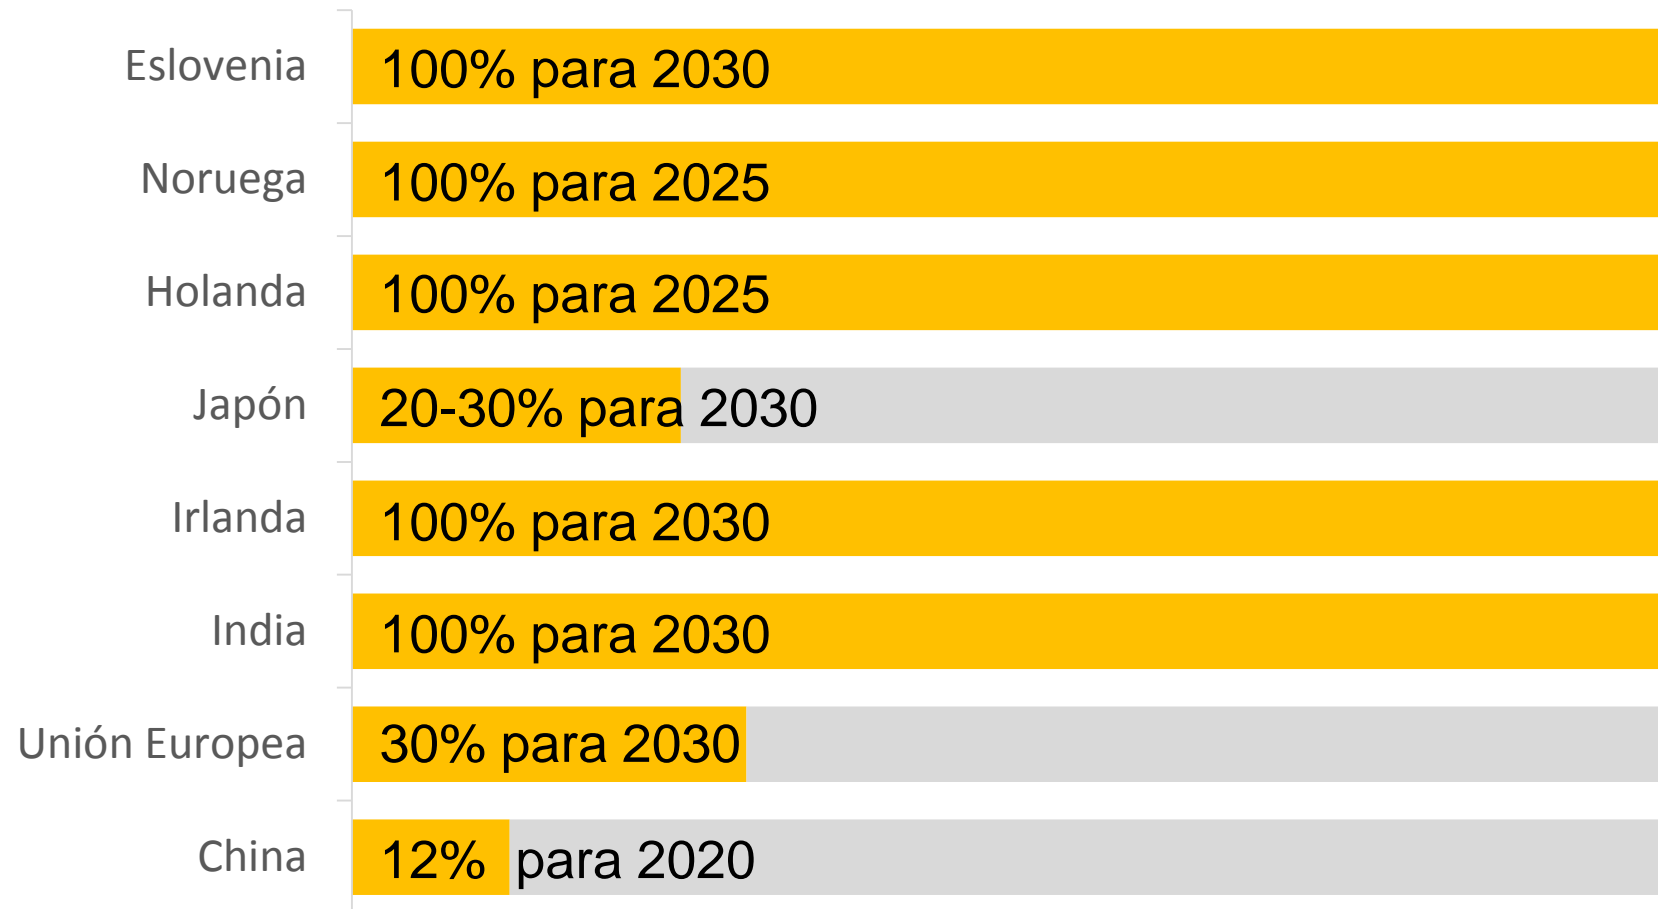 Eslovenia 100% para 2030
Noruega 100% para 2025
Holanda 100% para 2025
Japón 20-30% para 2030
Irlanda 100% para 2030
India 100% para 2030
Unión Europea 30% para 2030
China 12% para 2020